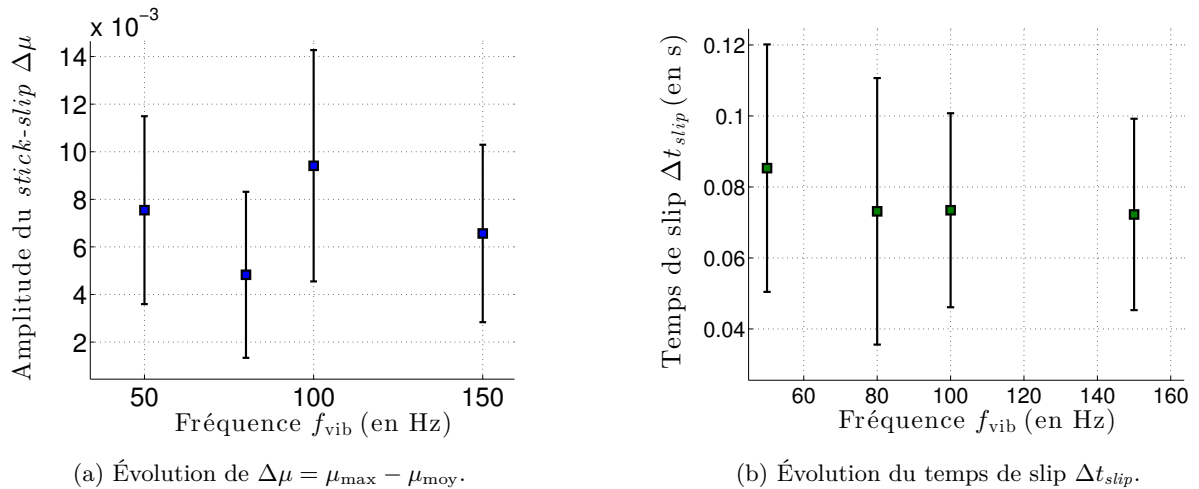 x 10⁻³
14
12
10
8
6
4
2
Amplitude du stick-slip Δμ
50 100 150
Fréquence f_vib (en Hz)
(a) Évolution de Δμ = μ_max − μ_moy.
0.12
0.1
0.08
0.06
0.04
Temps de slip Δt_slip (en s)
60 80 100 120 140 160
Fréquence f_vib (en Hz)
(b) Évolution du temps de slip Δt_slip.